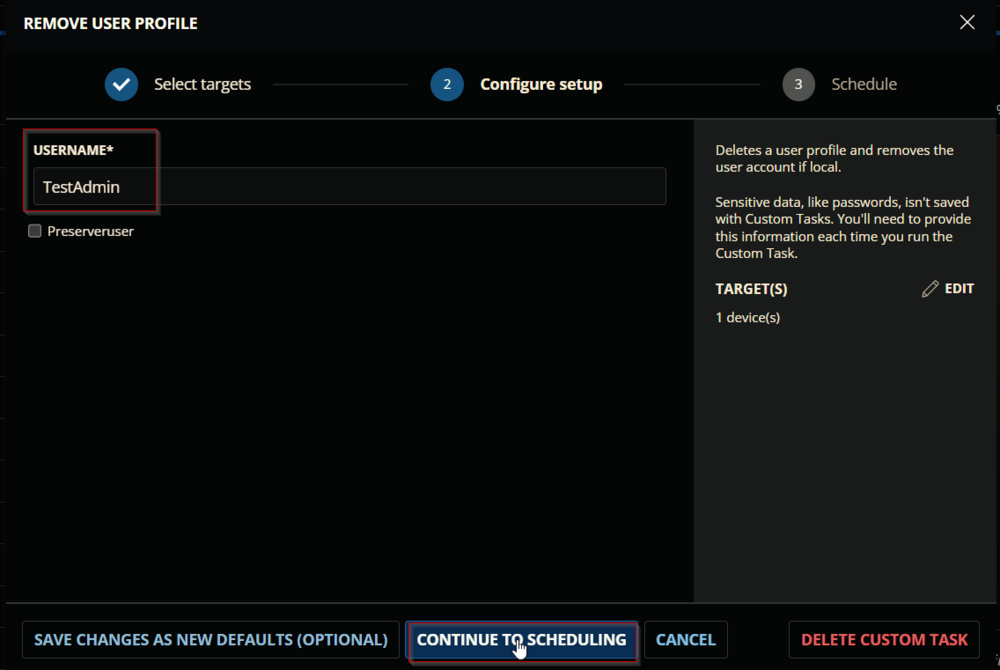 REMOVE USER PROFILE
Select targets
2
Configure setup
3
Schedule
USERNAME*
TestAdmin
Preserveruser
Deletes a user profile and removes the
user account if local.
Sensitive data, like passwords, isn't saved
with Custom Tasks. You'll need to provide
this information each time you run the
Custom Task.
TARGET(S)
EDIT
1 device(s)
SAVE CHANGES AS NEW DEFAULTS (OPTIONAL)
CONTINUE TO SCHEDULING
CANCEL
DELETE CUSTOM TASK